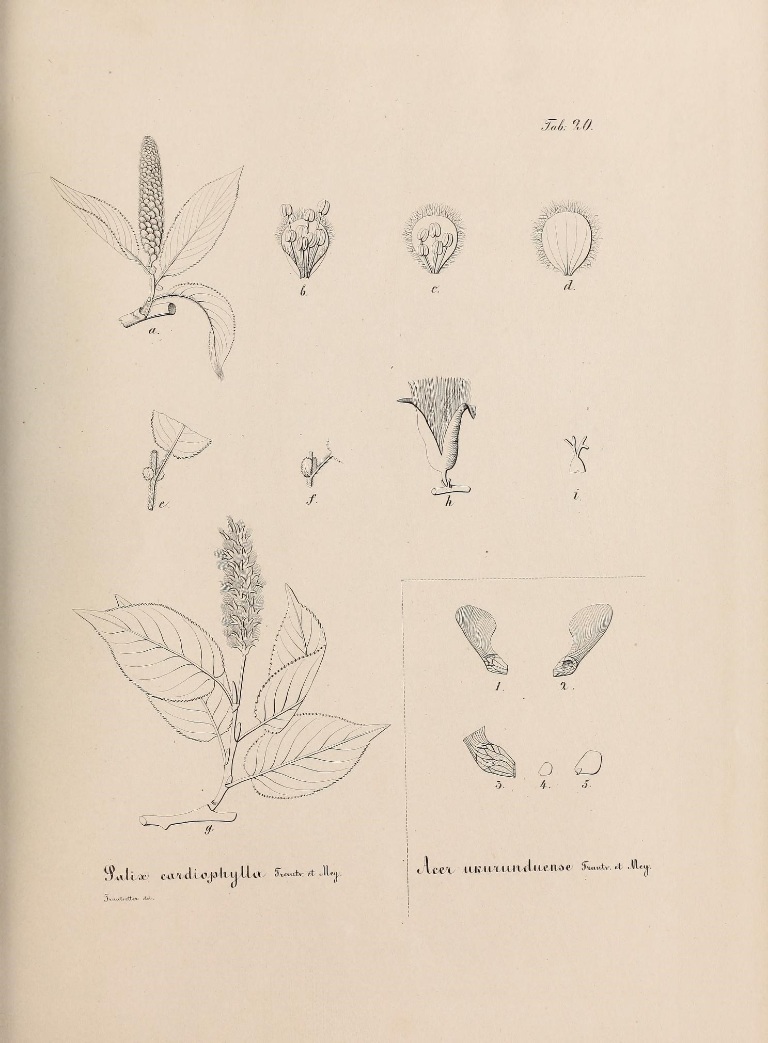 Tab. 20.
a.
b.
c.
d.
e.
f.
h
i
g.
1.
2.
3.
4.
5.
Salix cardiophylla Trautv. et Mey.
Trautvetter del.
Acer ukurunduense Trautv. et Mey.